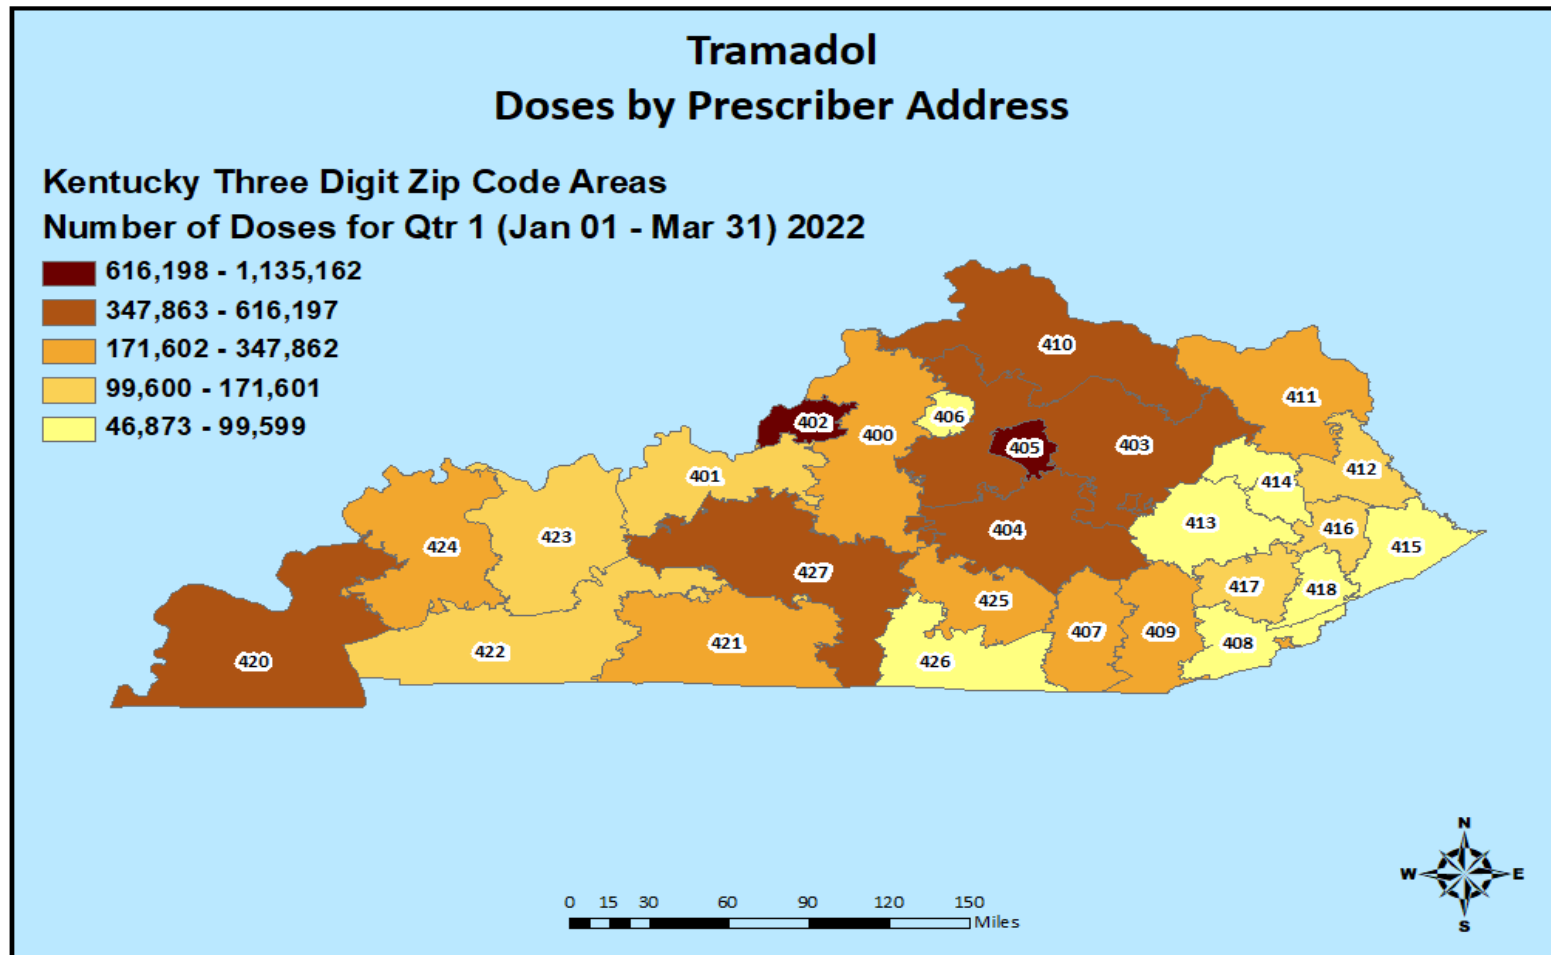 Tramadol
Doses by Prescriber Address
Kentucky Three Digit Zip Code Areas
Number of Doses for Qtr 1 (Jan 01 - Mar 31) 2022
616,198 - 1,135,162
347,863 - 616,197
171,602 - 347,862
99,600 - 171,601
46,873 - 99,599
410
411
406
402
400
405
403
401
412
414
413
416
415
423
424
404
427
417
418
425
407
409
408
421
422
426
420
0 15 30 60 90 120 150
Miles
N
W E
S